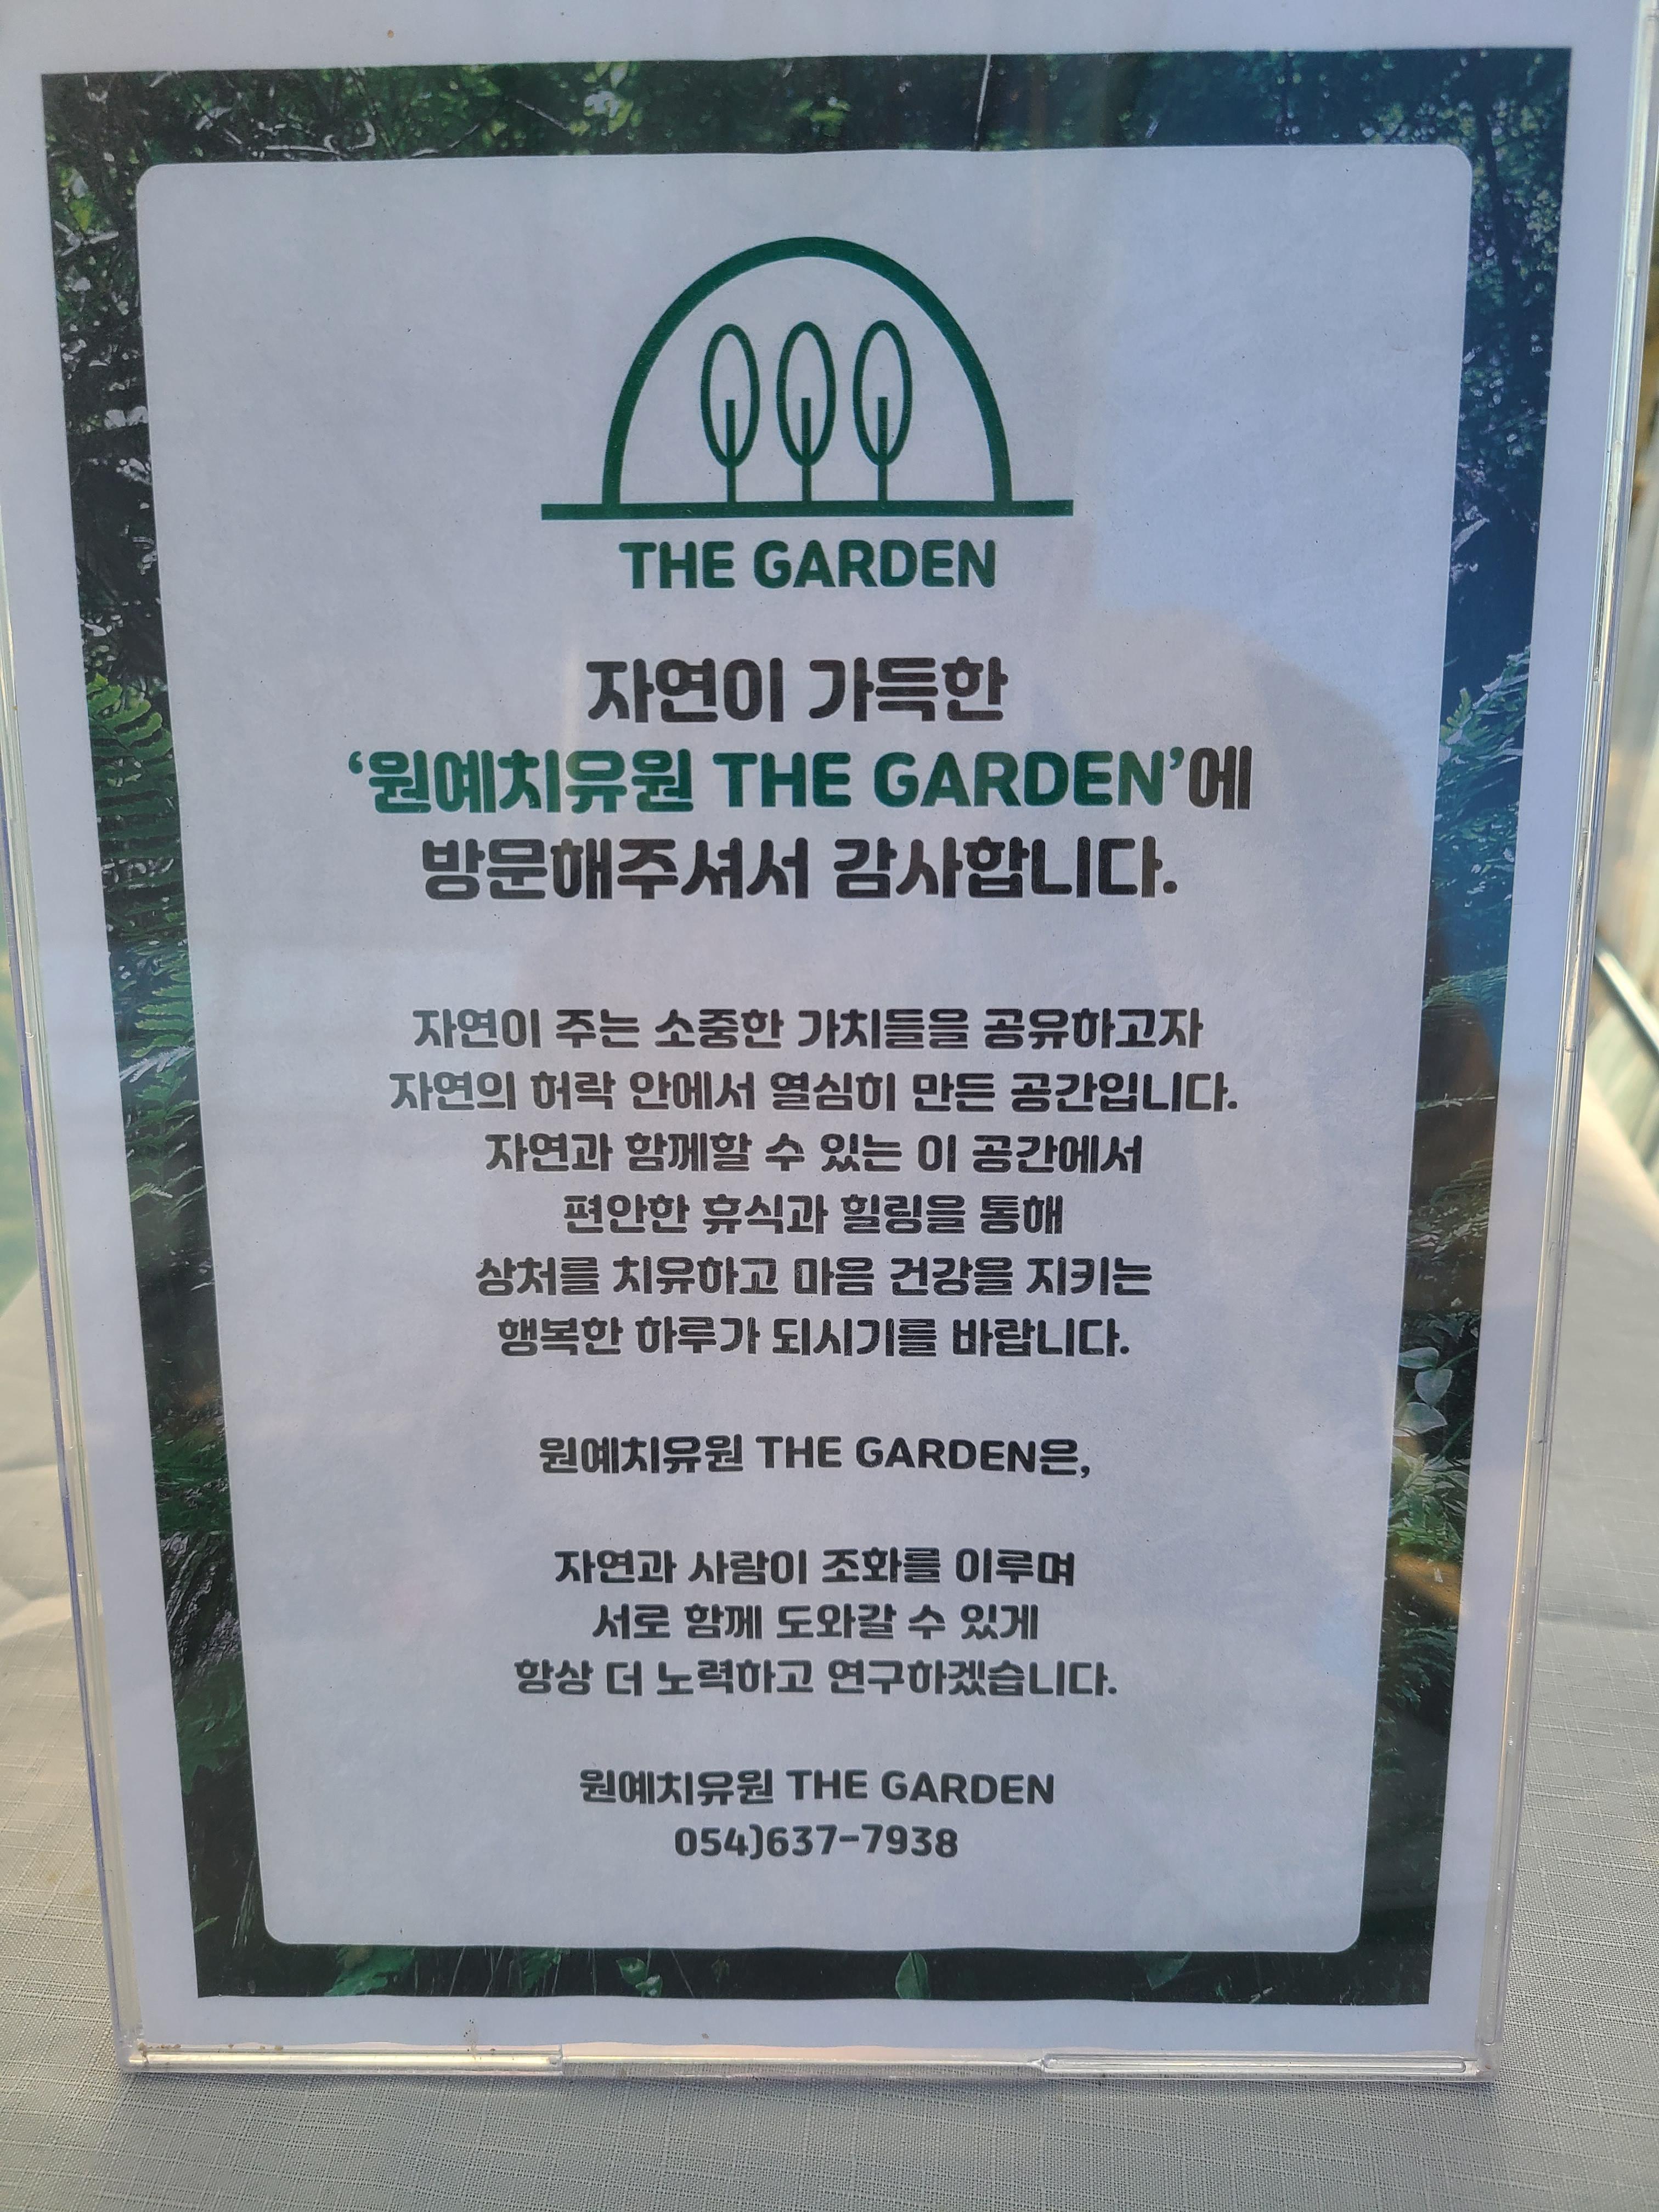 THE GARDEN
자연이 가득한
‘원예치유원 THE GARDEN’에
방문해주셔서 감사합니다.
자연이 주는 소중한 가치들을 공유하고자
자연의 허락 안에서 열심히 만든 공간입니다.
자연과 함께할 수 있는 이 공간에서
편안한 휴식과 힐링을 통해
상처를 치유하고 마음 건강을 지키는
행복한 하루가 되시기를 바랍니다.
원예치유원 THE GARDEN은,
자연과 사람이 조화를 이루며
서로 함께 도와갈 수 있게
항상 더 노력하고 연구하겠습니다.
원예치유원 THE GARDEN
054)637-7938